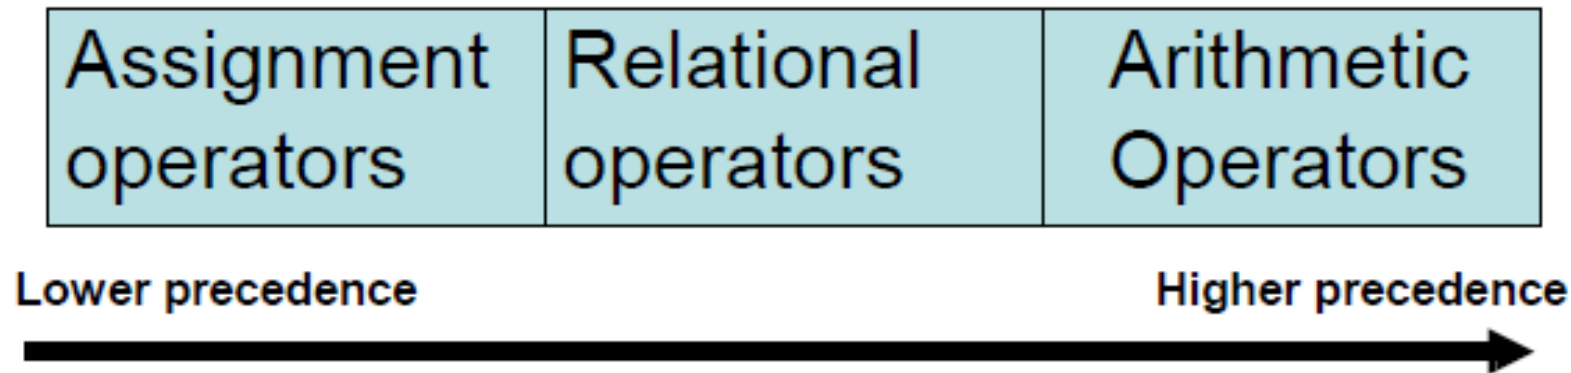 Assignment
operators
Relational
operators
Arithmetic
Operators
Lower precedence
Higher precedence